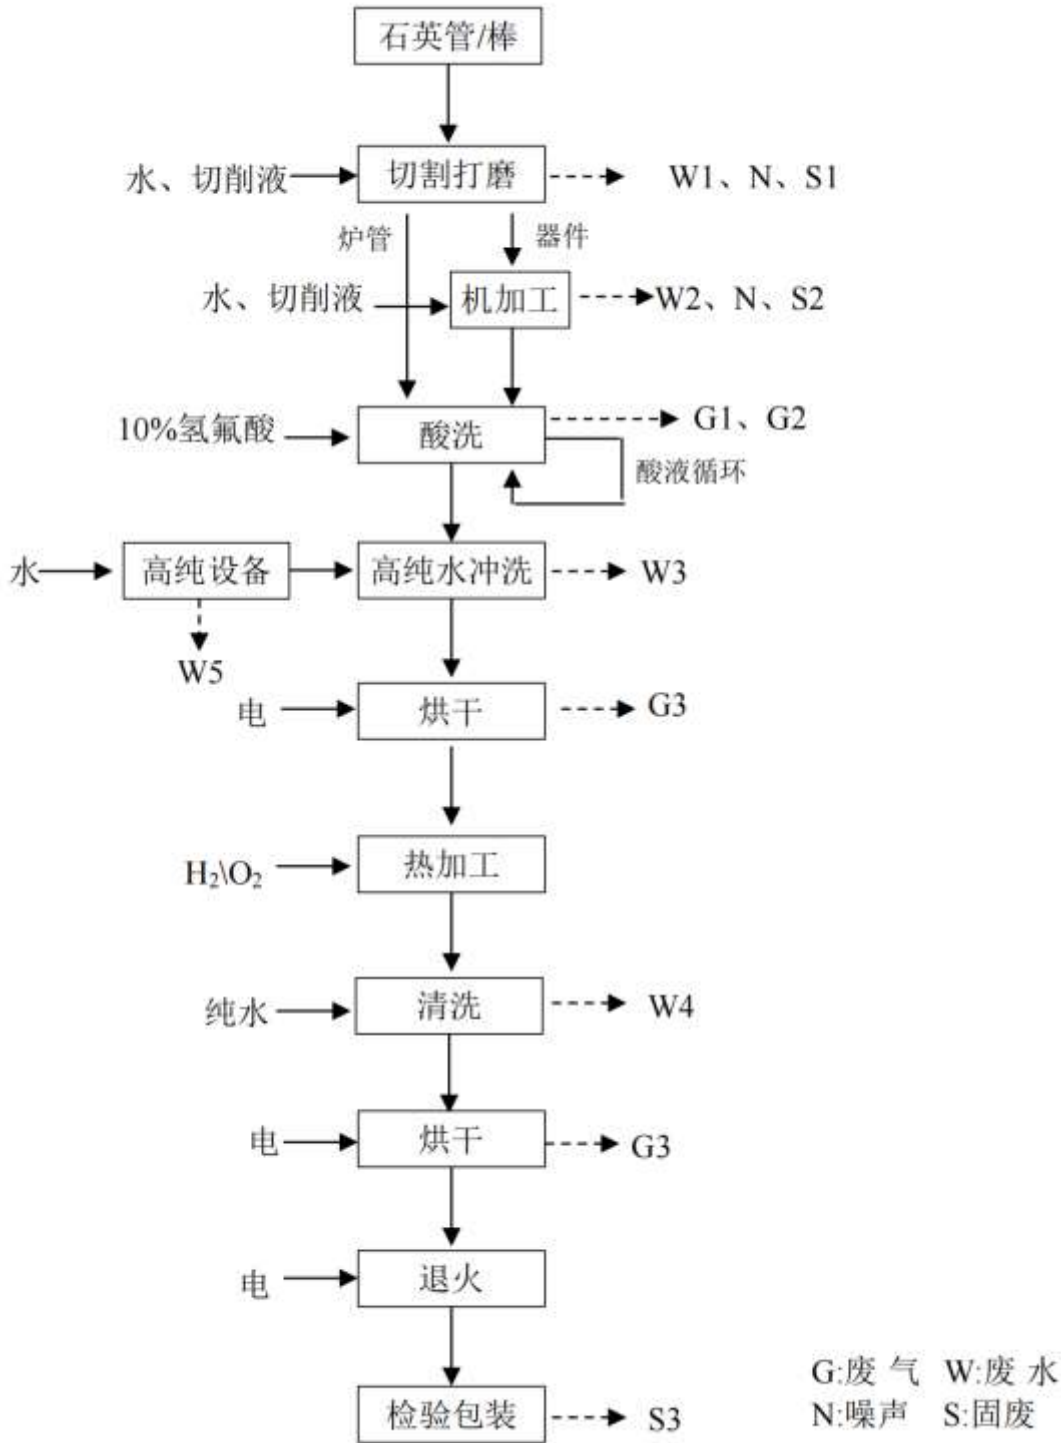 石英管/棒
水、切削液
切割打磨
W1、N、S1
炉管
器件
水、切削液
机加工
W2、N、S2
10%氢氟酸
酸洗
G1、G2
酸液循环
水
高纯设备
高纯水冲洗
W3
W5
电
烘干
G3
H₂\O₂
热加工
纯水
清洗
W4
电
烘干
G3
电
退火
检验包装
S3
G:废 气 W:废 水
N:噪声 S:固废